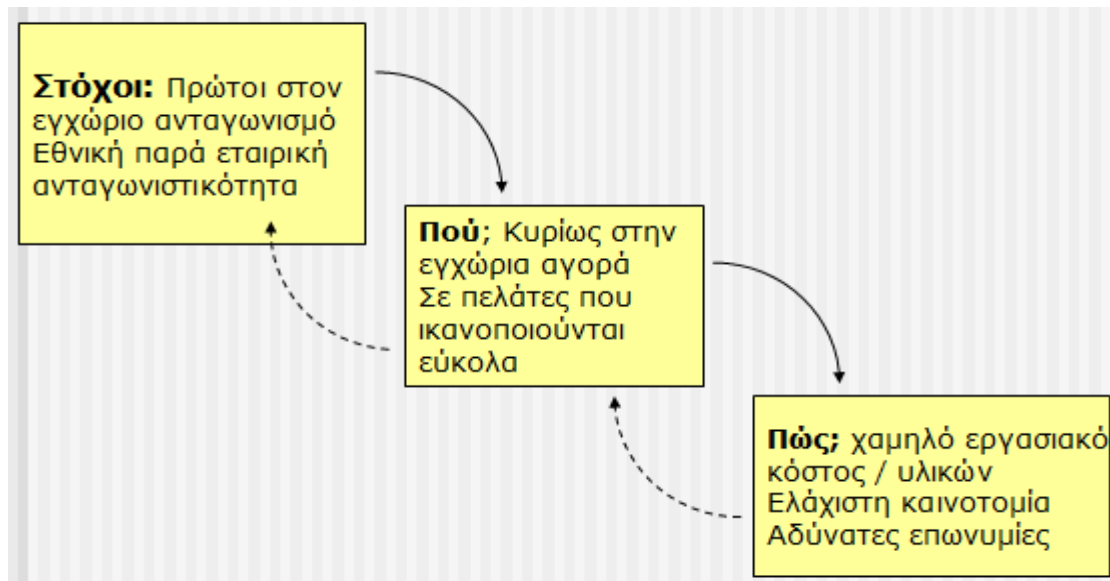 Στόχοι: Πρώτοι στον
εγχώριο ανταγωνισμό
Εθνική παρά εταιρική
ανταγωνιστικότητα
Πού; Κυρίως στην
εγχώρια αγορά
Σε πελάτες που
ικανοποιούνται
εύκολα
Πώς; χαμηλό εργασιακό
κόστος / υλικών
Ελάχιστη καινοτομία
Αδύνατες επωνυμίες